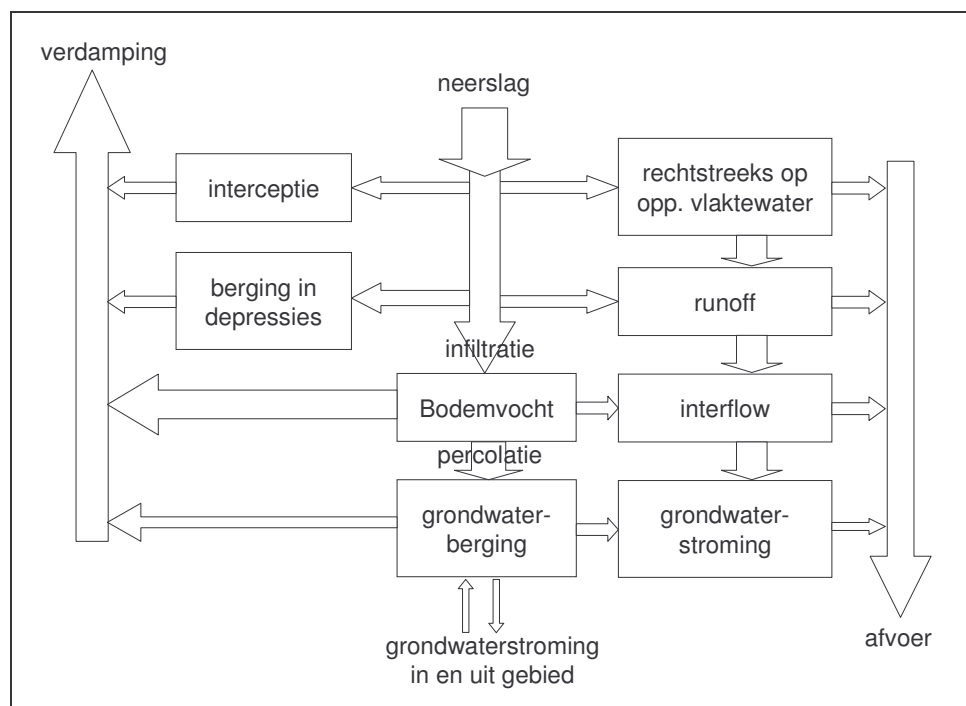 verdamping
neerslag
interceptie
rechtstreeks op
opp. vlaktewater
berging in
depressies
runoff
infiltratie
Bodemvocht
interflow
percolatie
grondwater-
berging
grondwater-
stroming
grondwaterstroming
in en uit gebied
afvoer